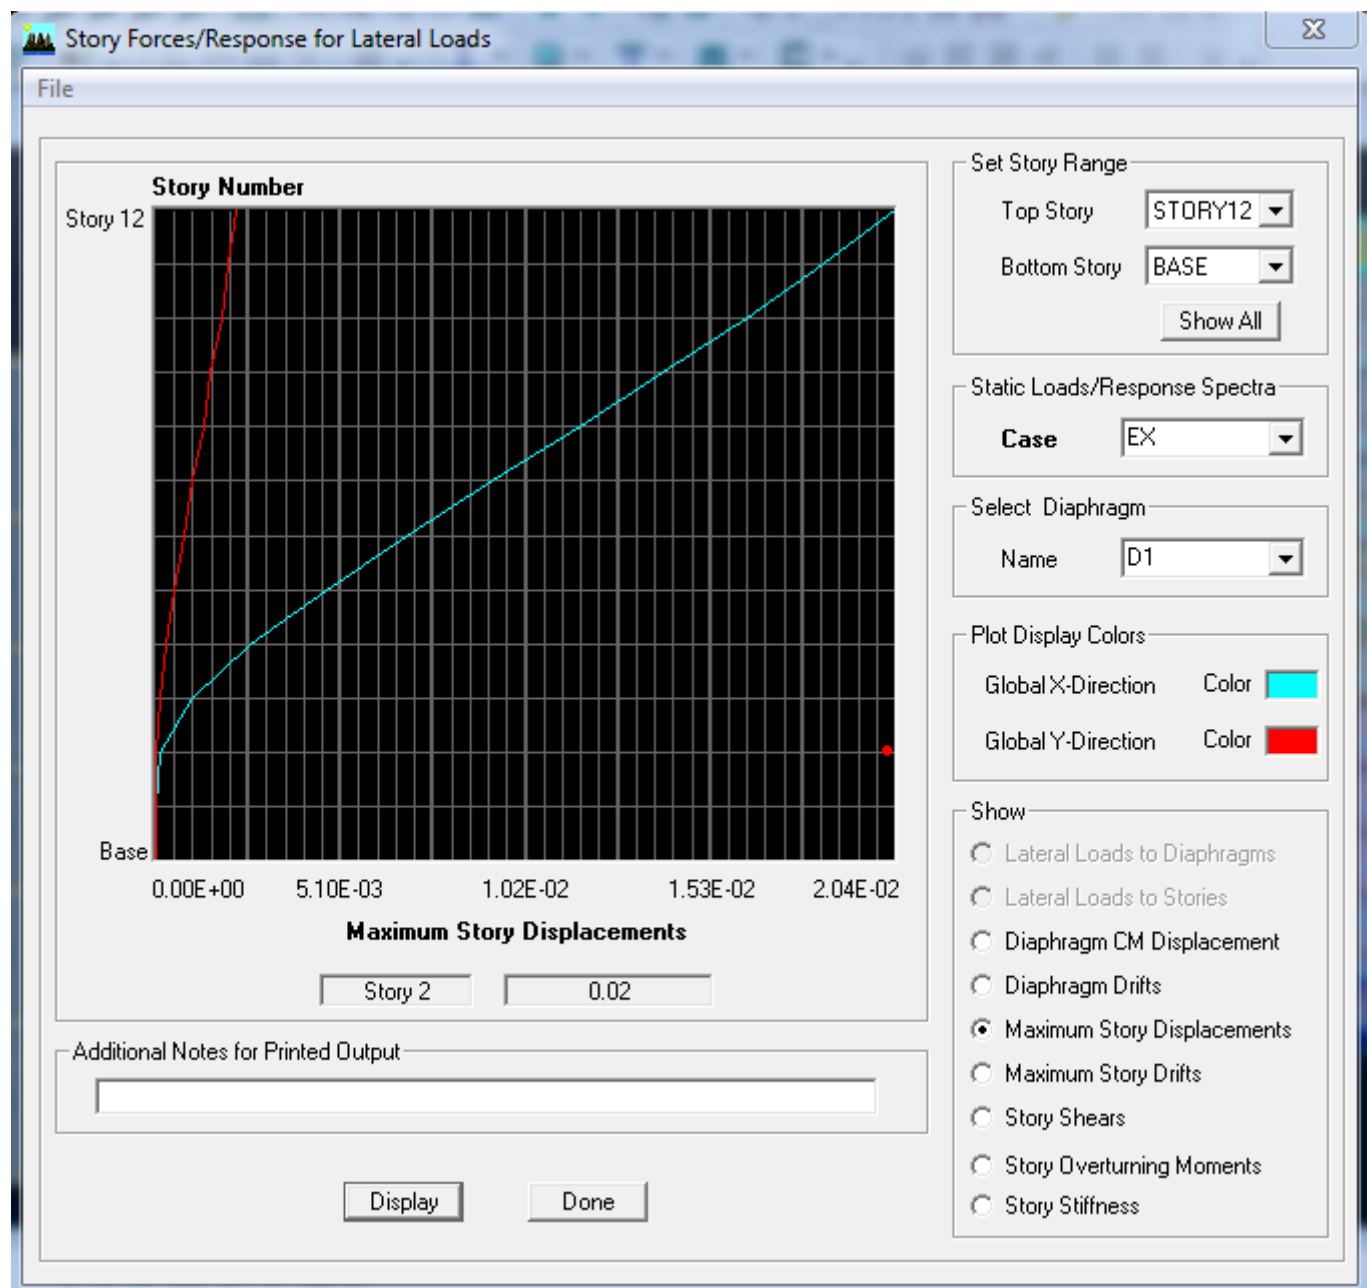 Story Forces/Response for Lateral Loads
File
Story Number
Story 12
Base
0.00E+00 5.10E-03 1.02E-02 1.53E-02 2.04E-02
Maximum Story Displacements
Story 2 0.02
Additional Notes for Printed Output
Display Done
Set Story Range
Top Story STORY12
Bottom Story BASE
Show All
Static Loads/Response Spectra
Case EX
Select Diaphragm
Name D1
Plot Display Colors
Global X-Direction Color
Global Y-Direction Color
Show
Lateral Loads to Diaphragms
Lateral Loads to Stories
Diaphragm CM Displacement
Diaphragm Drifts
Maximum Story Displacements
Maximum Story Drifts
Story Shears
Story Overturning Moments
Story Stiffness